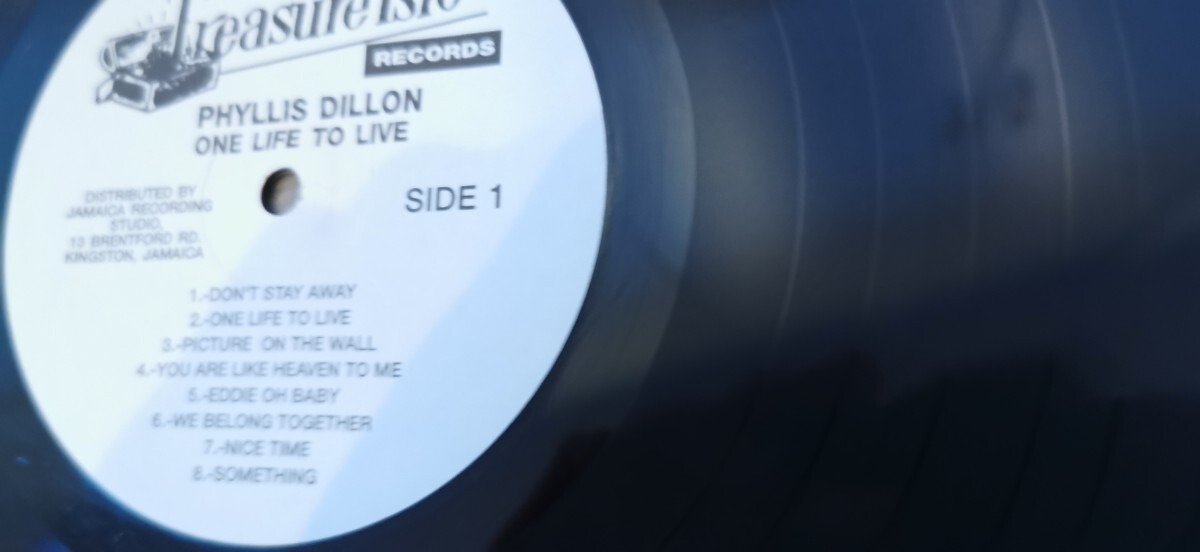 Treasure Isle
RECORDS
PHYLLIS DILLON
ONE LIFE TO LIVE
SIDE 1
DISTRIBUTED BY
JAMAICA RECORDING
STUDIO,
13 BRENTFORD RD.
KINGSTON, JAMAICA
1.-DON'T STAY AWAY
2.-ONE LIFE TO LIVE
3.-PICTURE ON THE WALL
4.-YOU ARE LIKE HEAVEN TO ME
5.-EDDIE OH BABY
6.-WE BELONG TOGETHER
7.-NICE TIME
8.-SOMETHING